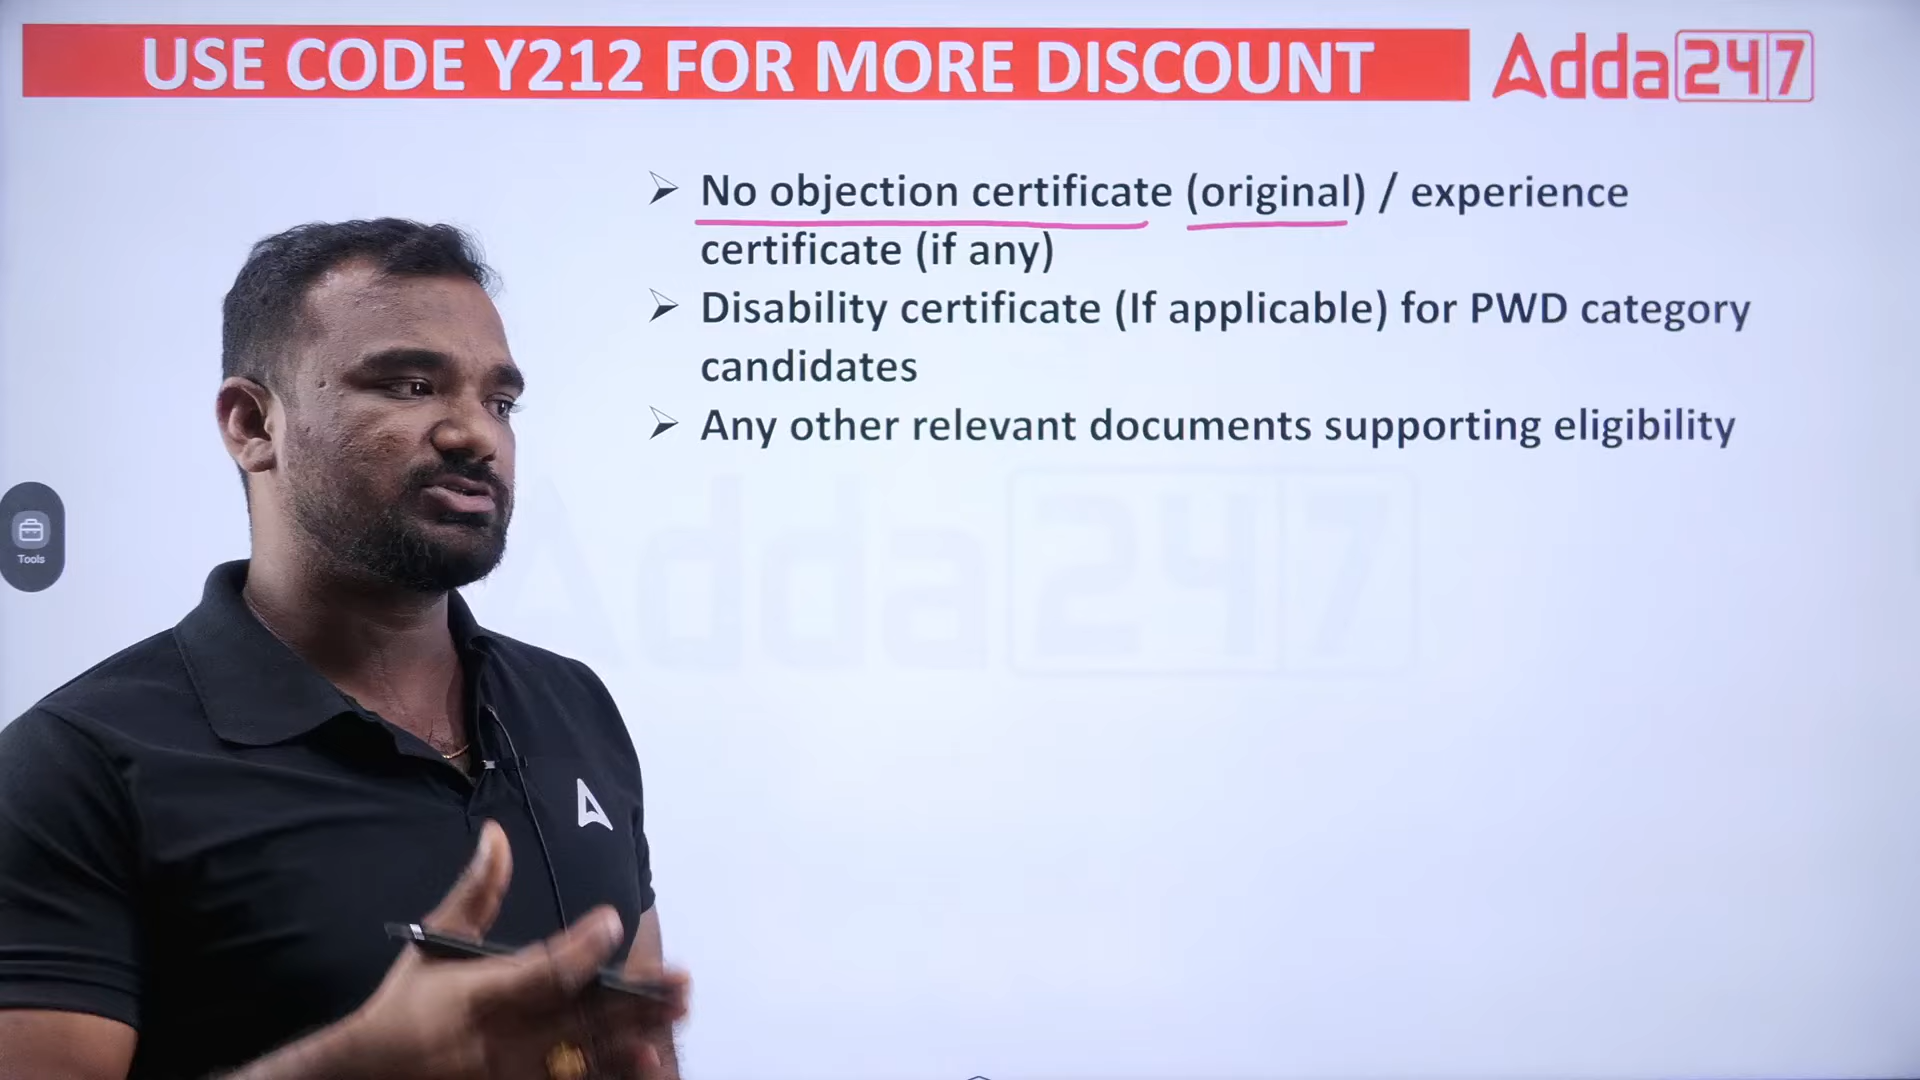 USE CODE Y212 FOR MORE DISCOUNT
Adda247
➢ No objection certificate (original) / experience
certificate (if any)
➢ Disability certificate (If applicable) for PWD category
candidates
➢ Any other relevant documents supporting eligibility
Adda247
Tools